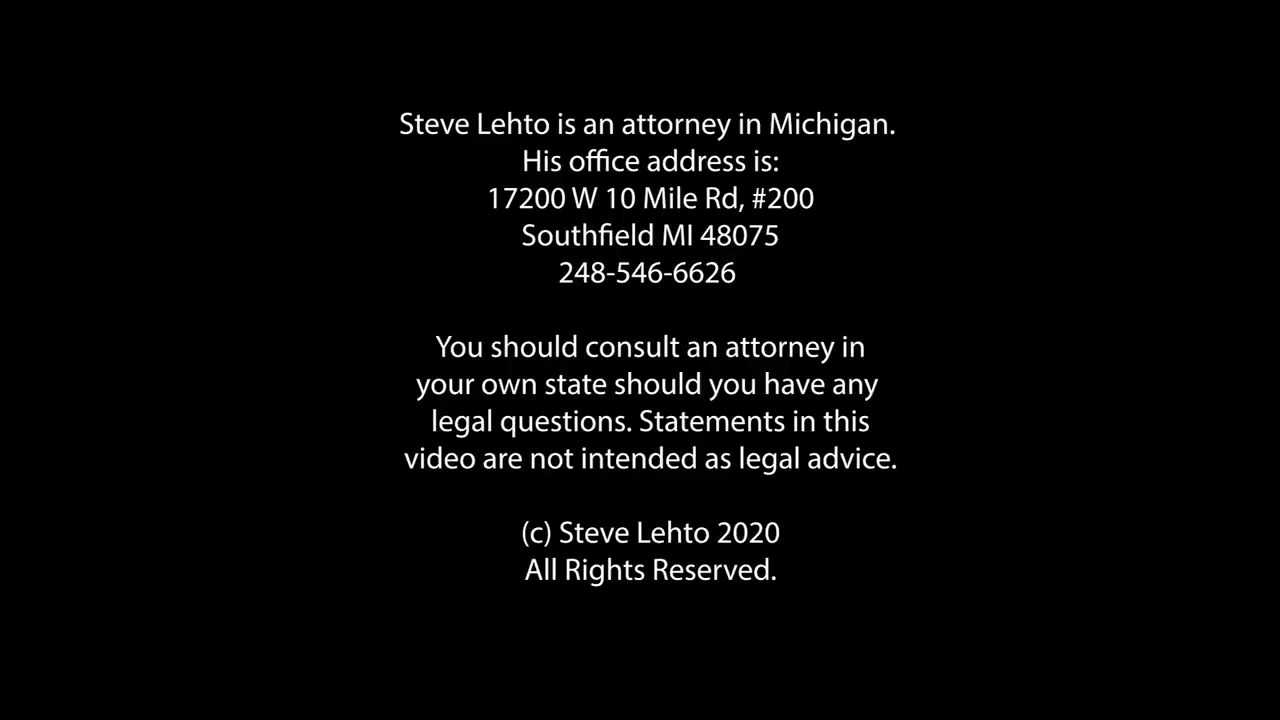 Steve Lehto is an attorney in Michigan.
His office address is:
17200 W 10 Mile Rd, #200
Southfield MI 48075
248-546-6626
You should consult an attorney in
your own state should you have any
legal questions. Statements in this
video are not intended as legal advice.
(c) Steve Lehto 2020
All Rights Reserved.